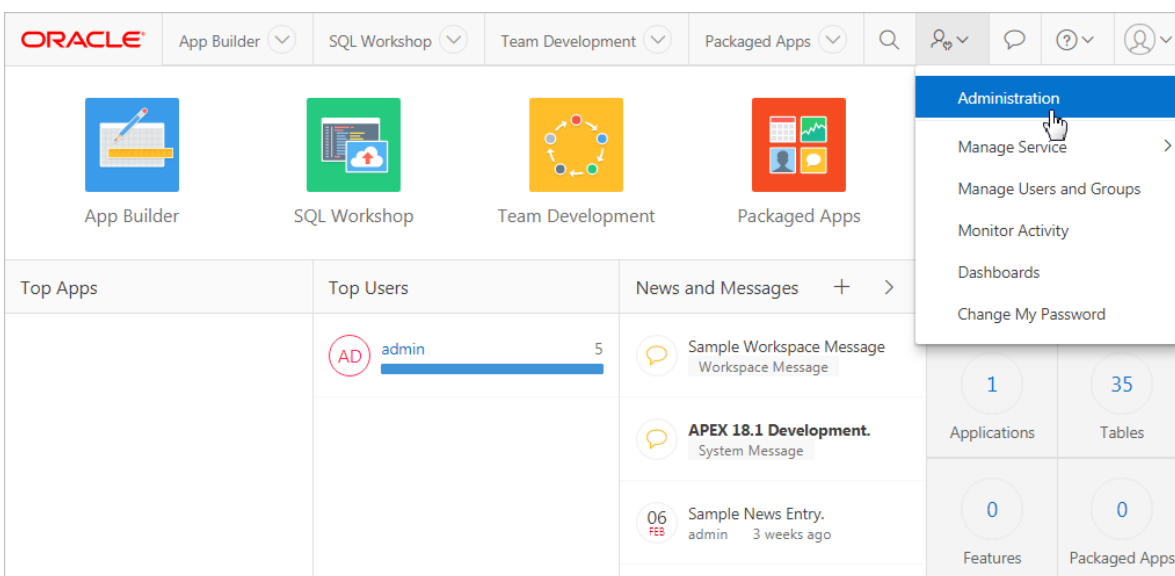 ORACLE App Builder SQL Workshop Team Development Packaged Apps
Administration
Manage Service
Manage Users and Groups
Monitor Activity
Dashboards
Change My Password
App Builder SQL Workshop Team Development Packaged Apps
Top Apps
Top Users
AD admin 5
News and Messages
Sample Workspace Message
Workspace Message
APEX 18.1 Development.
System Message
06 FEB
Sample News Entry.
admin 3 weeks ago
1
Applications
35
Tables
0
Features
0
Packaged Apps